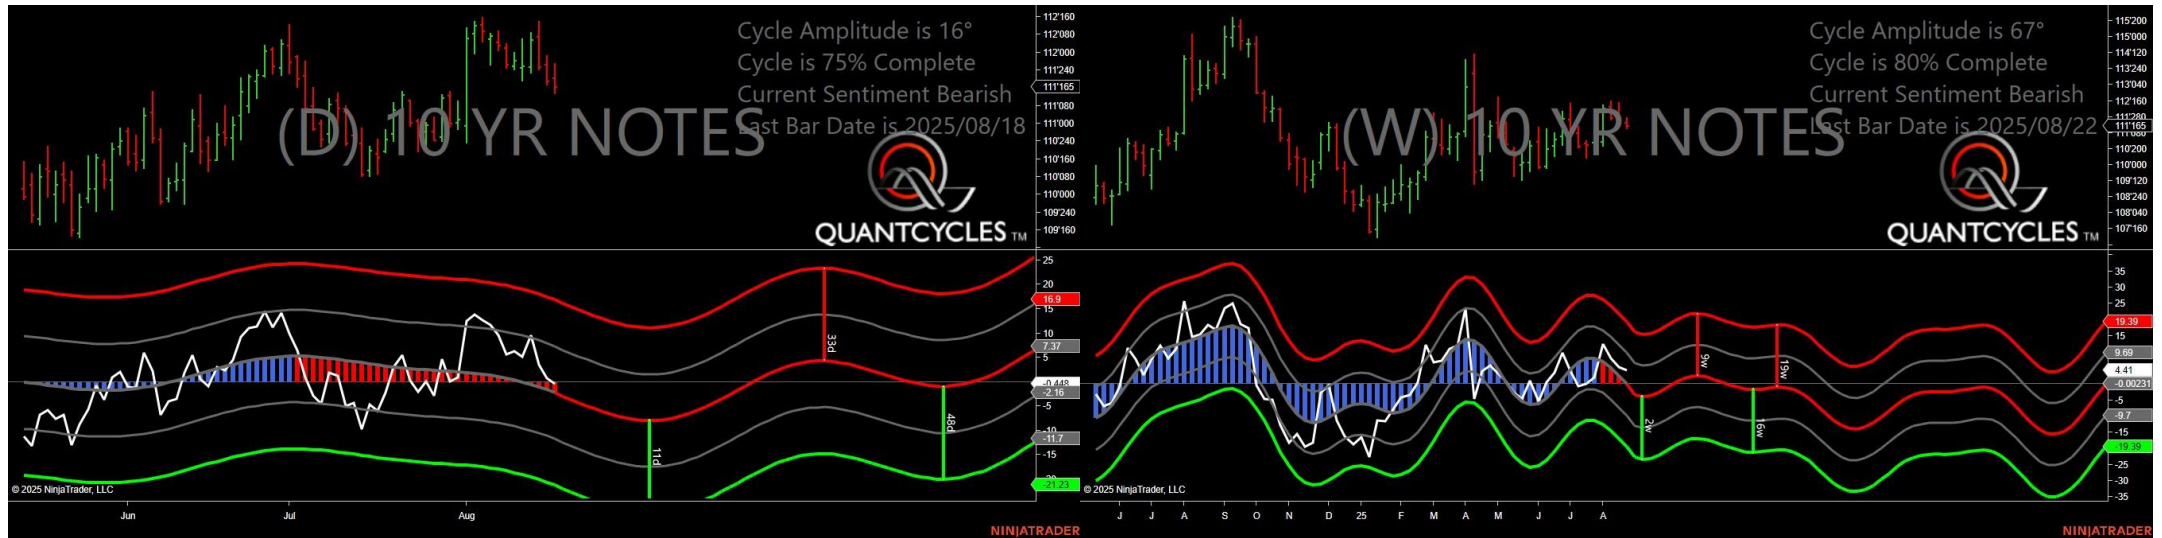 Cycle Amplitude is 16°
Cycle is 75% Complete
Current Sentiment Bearish
Last Bar Date is 2025/08/18
(D) 10 YR NOTES
QUANTCYCLES TM
112'160
112'080
112'000
111'240
111'165
111'080
111'000
110'240
110'160
110'080
110'000
109'240
109'160
25
20
16.9
15
10
7.37
5
-0.448
-2.16
-5
-10
-11.7
-15
-21.23
33d
48d
11d
© 2025 NinjaTrader, LLC
Jun
Jul
Aug
NINJATRADER
Cycle Amplitude is 67°
Cycle is 80% Complete
Current Sentiment Bearish
Last Bar Date is 2025/08/22
(W) 10 YR NOTES
QUANTCYCLES TM
115'200
115'000
114'120
113'240
113'040
112'160
111'280
111'165
111'080
110'200
110'000
109'120
108'240
108'040
107'160
35
30
25
19.39
15
9.69
4.41
-0.00231
-5
-9.7
-15
-19.39
-25
-30
-35
9w
19w
2w
16w
© 2025 NinjaTrader, LLC
J
J
A
S
O
N
D
25
F
M
A
M
J
J
A
NINJATRADER